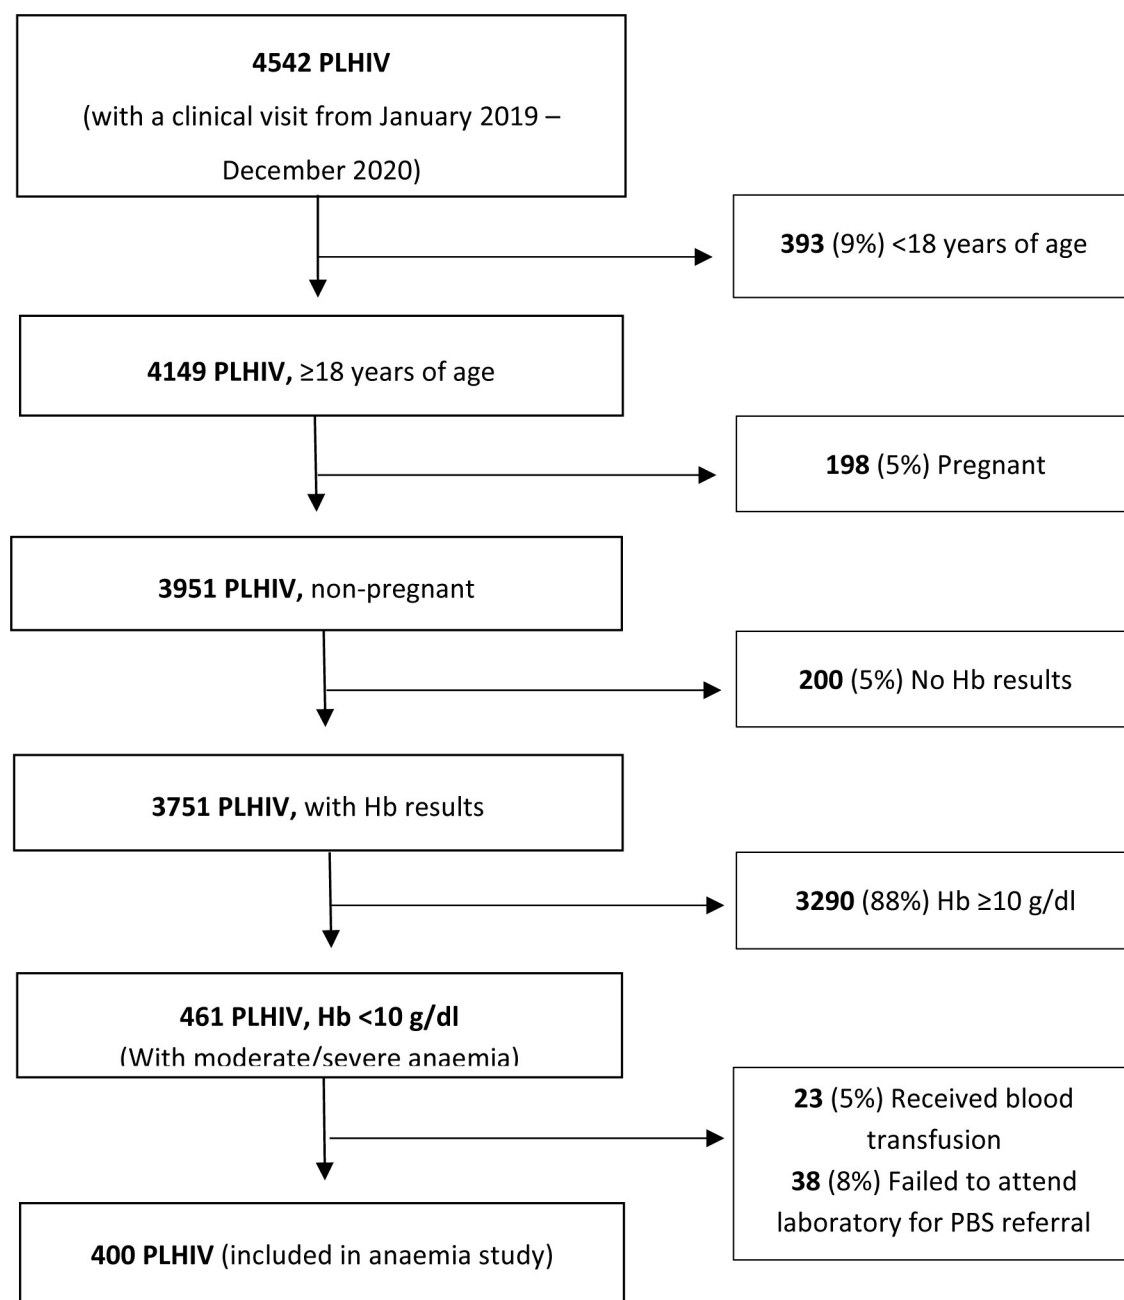 4542 PLHIV
(with a clinical visit from January 2019 –
December 2020)
393 (9%) <18 years of age
4149 PLHIV, ≥18 years of age
198 (5%) Pregnant
3951 PLHIV, non-pregnant
200 (5%) No Hb results
3751 PLHIV, with Hb results
3290 (88%) Hb ≥10 g/dl
461 PLHIV, Hb <10 g/dl
(With moderate/severe anaemia)
23 (5%) Received blood
transfusion
38 (8%) Failed to attend
laboratory for PBS referral
400 PLHIV (included in anaemia study)